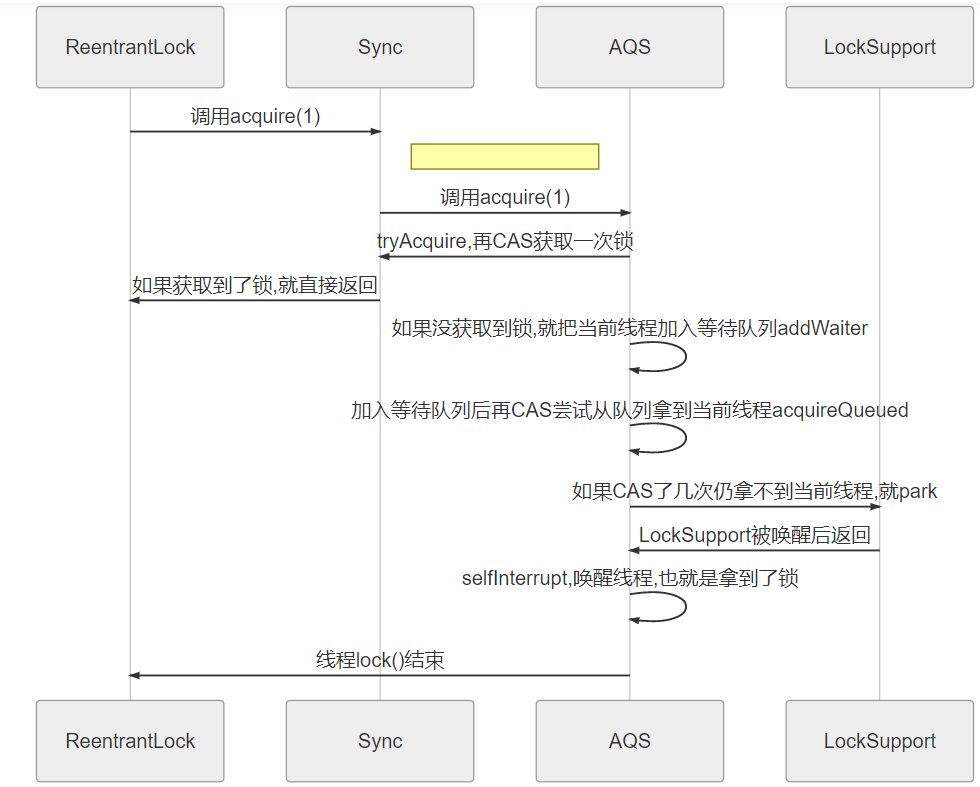 ReentrantLock
Sync
AQS
LockSupport
调用acquire(1)
调用acquire(1)
tryAcquire,再CAS获取一次锁
如果获取到了锁,就直接返回
如果没获取到锁,就把当前线程加入等待队列addWaiter
加入等待队列后再CAS尝试从队列拿到当前线程acquireQueued
如果CAS了几次仍拿不到当前线程,就park
LockSupport被唤醒后返回
selfInterrupt,唤醒线程,也就是拿到了锁
线程lock()结束
ReentrantLock
Sync
AQS
LockSupport